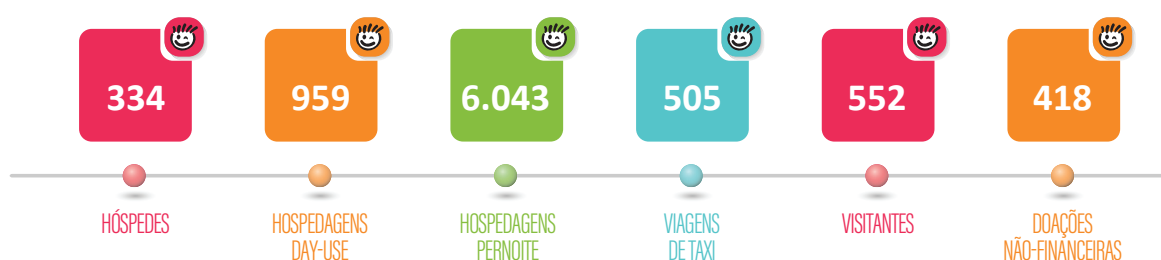 334
959
6.043
505
552
418
HÓSPEDES
HOSPEDAGENS
DAY-USE
HOSPEDAGENS
PERNOITE
VIAGENS
DE TAXI
VISITANTES
DOAÇÕES
NÃO-FINANCEIRAS